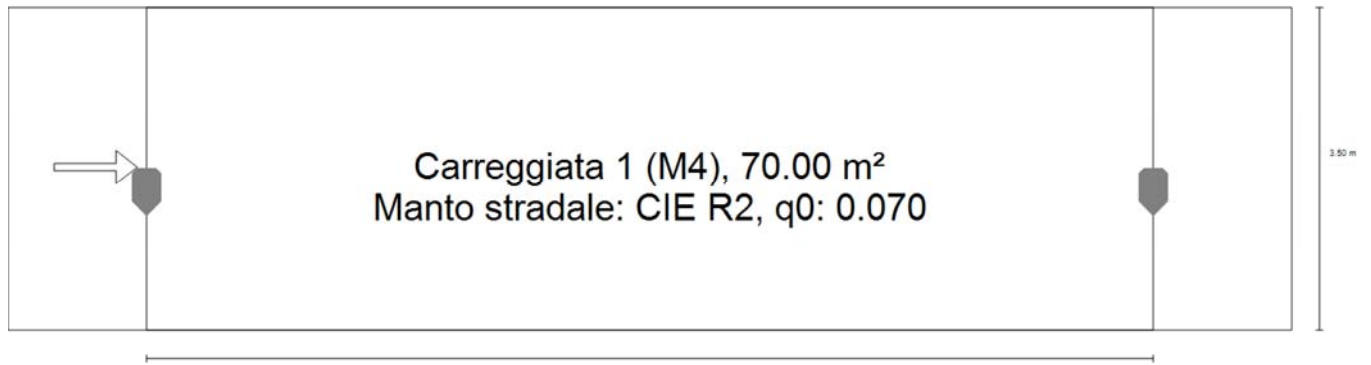 Carreggiata 1 (M4), 70.00 m²
Manto stradale: CIE R2, q0: 0.070
3.50 m